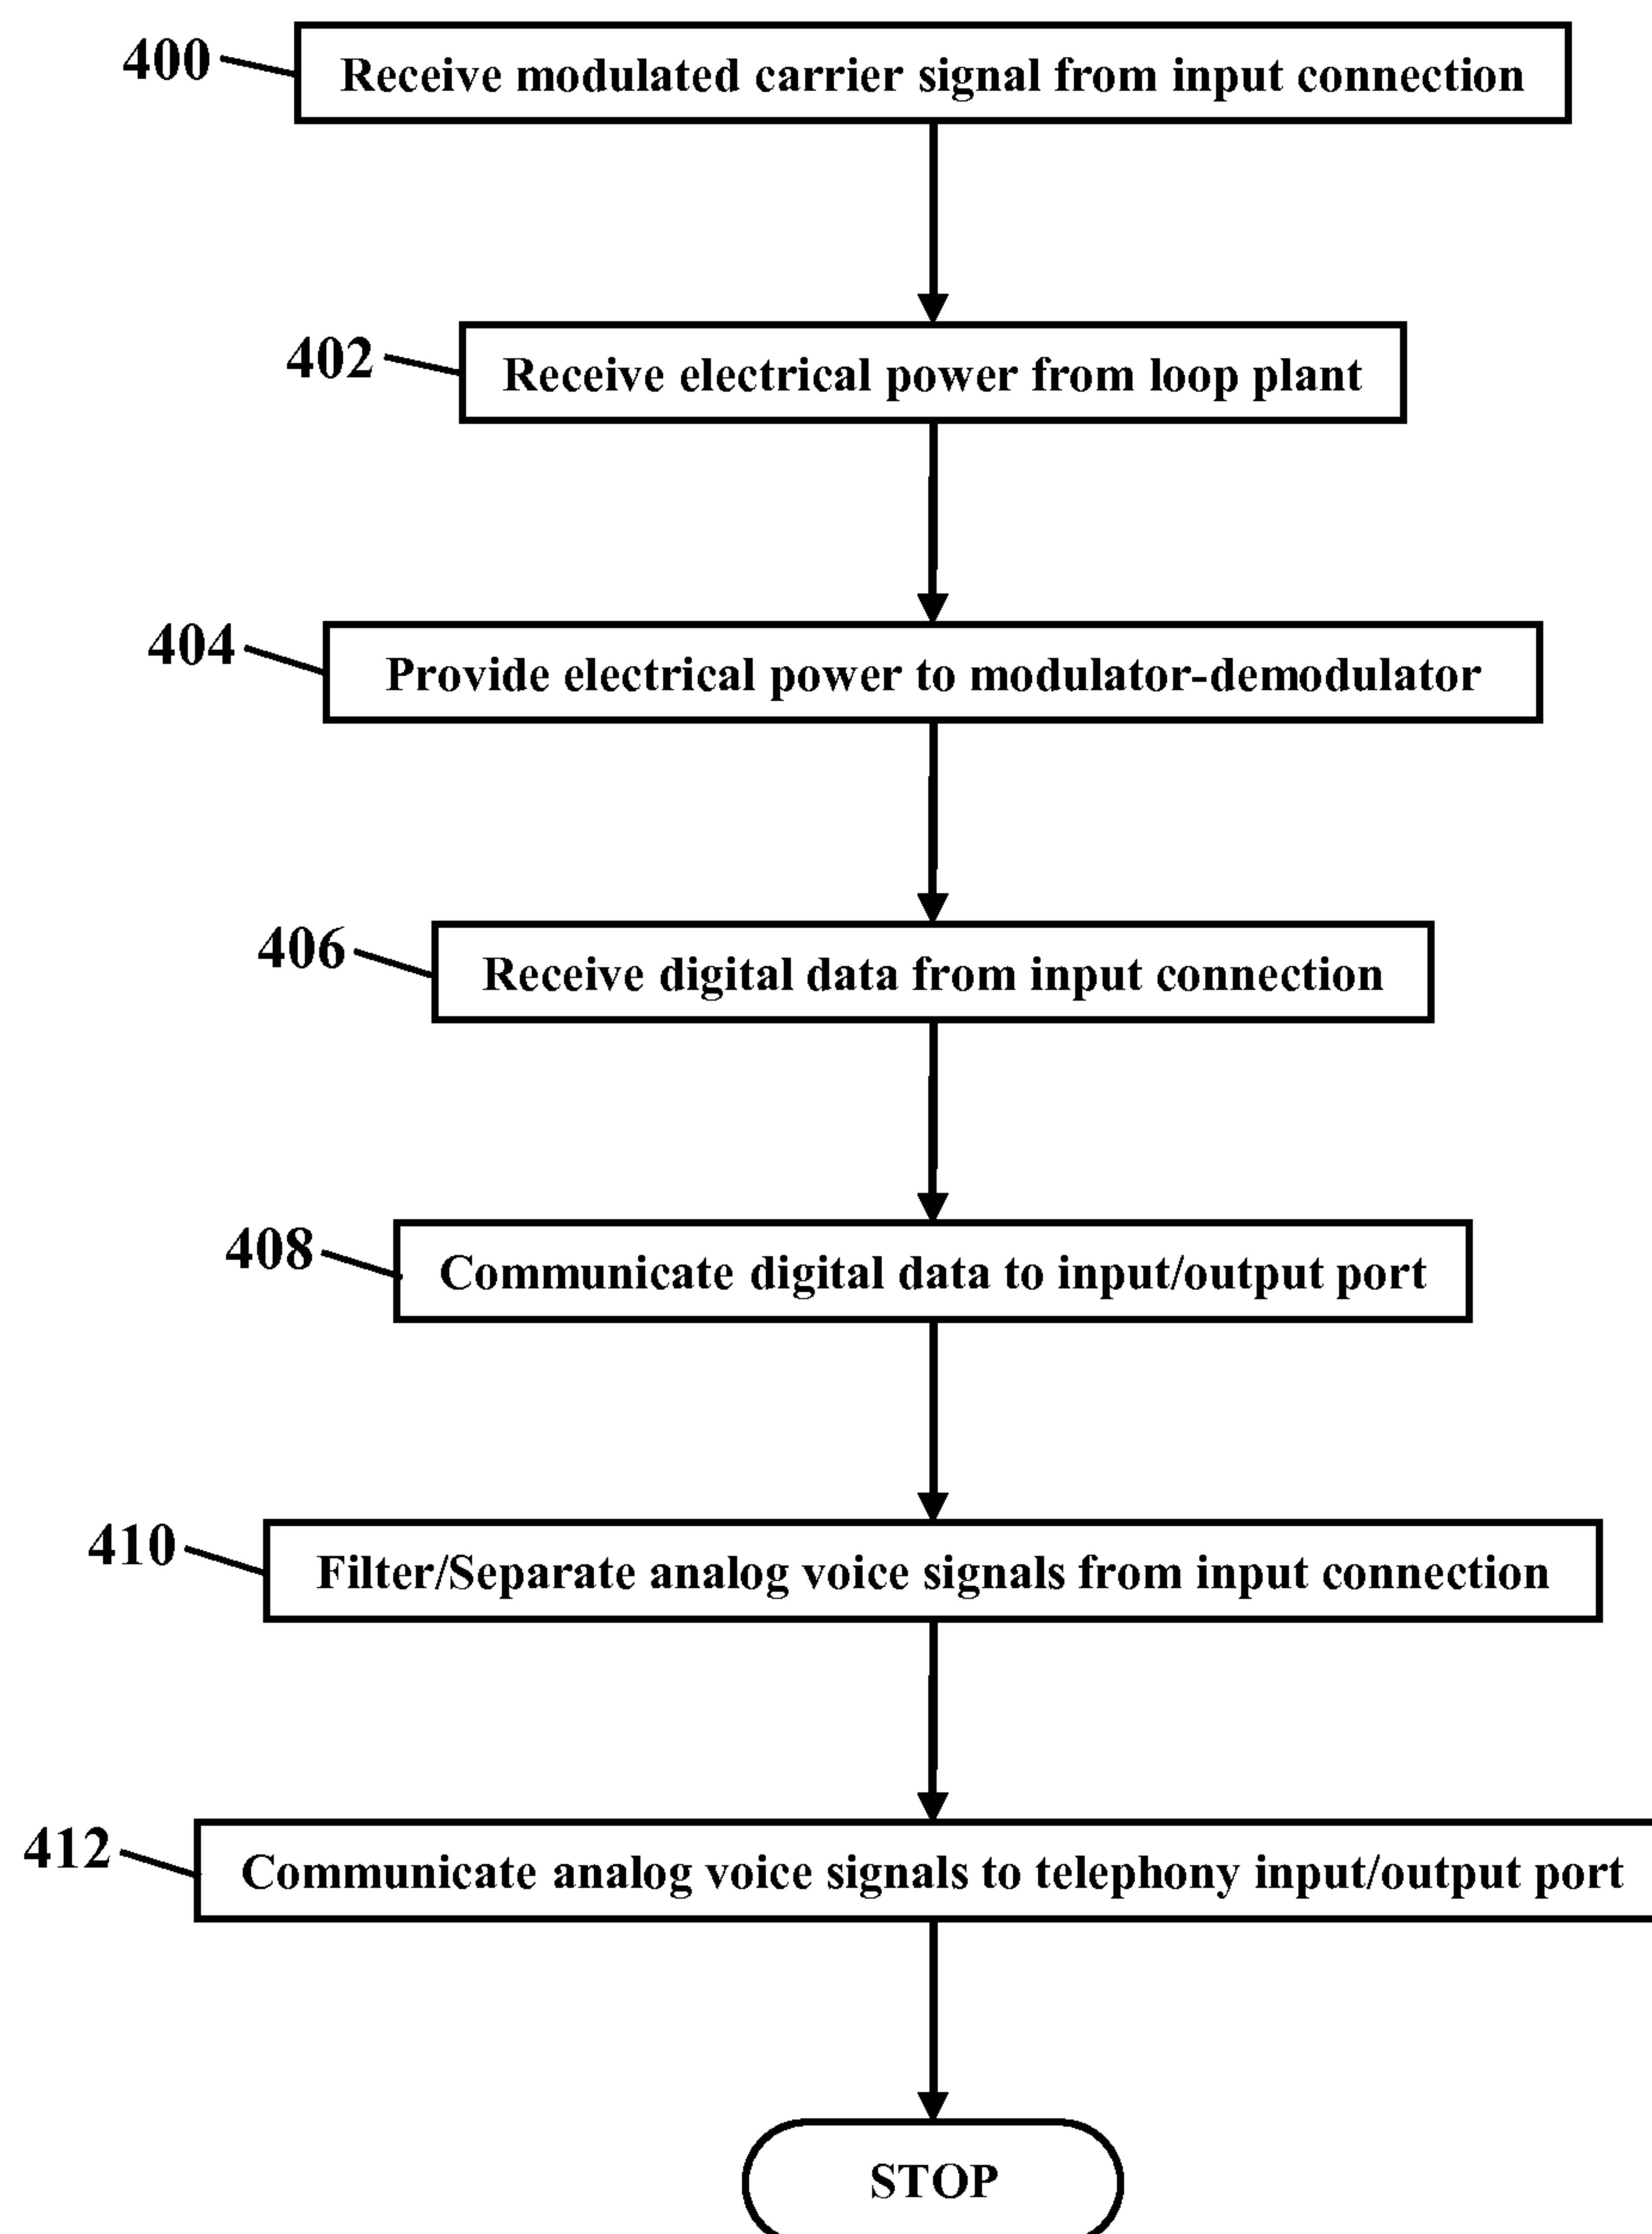 400
Receive modulated carrier signal from input connection
402
Receive electrical power from loop plant
404
Provide electrical power to modulator-demodulator
406
Receive digital data from input connection
408
Communicate digital data to input/output port
410
Filter/Separate analog voice signals from input connection
412
Communicate analog voice signals to telephony input/output port
STOP